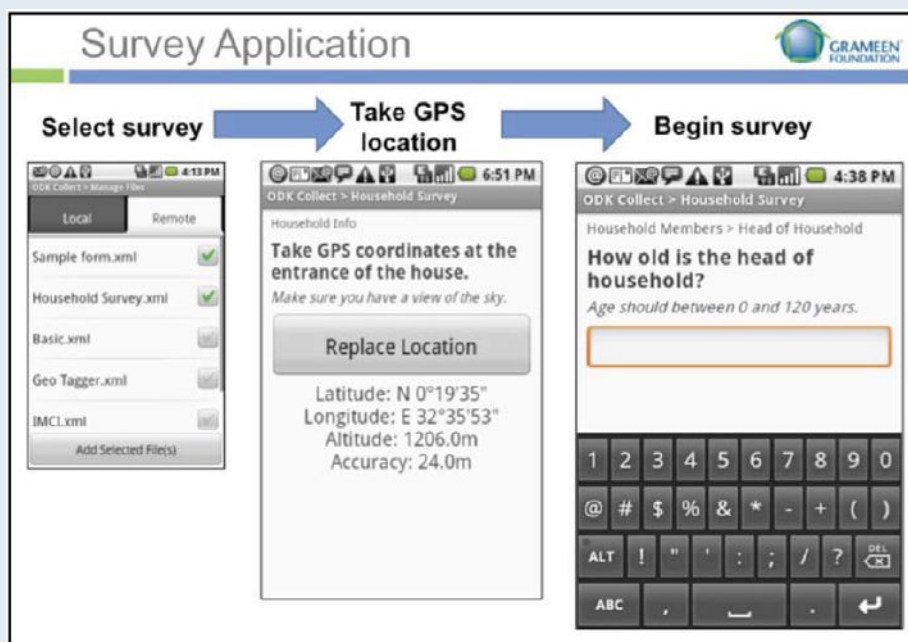 Survey Application
GRAMEEN
FOUNDATION
Select survey
Take GPS
location
Begin survey
4:13 PM
ODK Collect > Manage Files
Local
Remote
Sample form.xml
Household Survey.xml
Basic.xml
Geo Tagger.xml
IMCI.xml
Add Selected File(s)
6:51 PM
ODK Collect > Household Survey
Household Info
Take GPS coordinates at the
entrance of the house.
Make sure you have a view of the sky.
Replace Location
Latitude: N 0°19'35"
Longitude: E 32°35'53"
Altitude: 1206.0m
Accuracy: 24.0m
4:38 PM
ODK Collect > Household Survey
Household Members > Head of Household
How old is the head of
household?
Age should between 0 and 120 years.
1 2 3 4 5 6 7 8 9 0
@ # $ % & * - + ( )
ALT ! " ' : ; / ? DEL
ABC , .